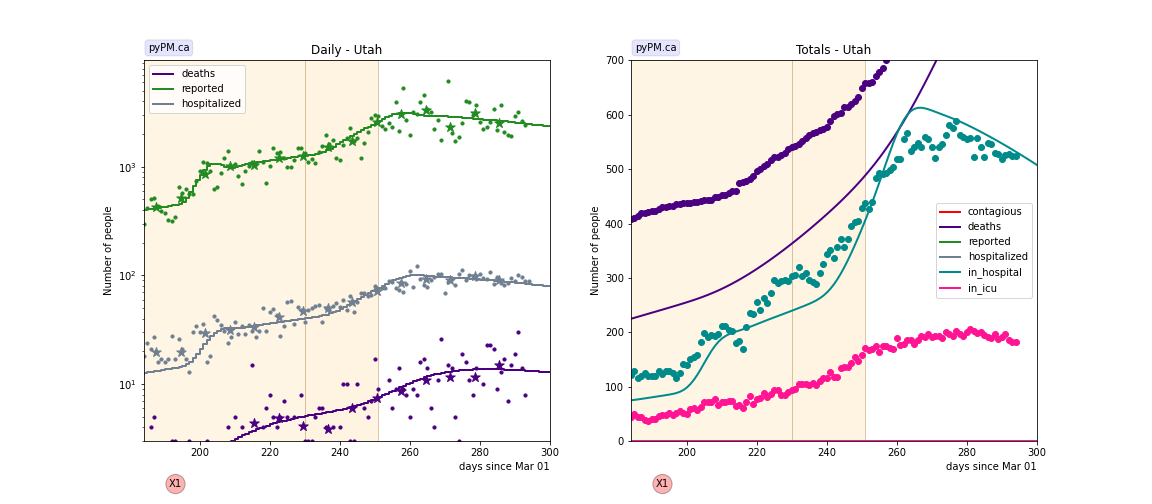 pyPM.ca
Daily - Utah
deaths
reported
hospitalized
10³
10²
10¹
Number of people
200
220
240
260
280
300
days since Mar 01
X1
pyPM.ca
Totals - Utah
700
600
500
400
300
200
100
0
Number of people
contagious
deaths
reported
hospitalized
in_hospital
in_icu
200
220
240
260
280
300
days since Mar 01
X1